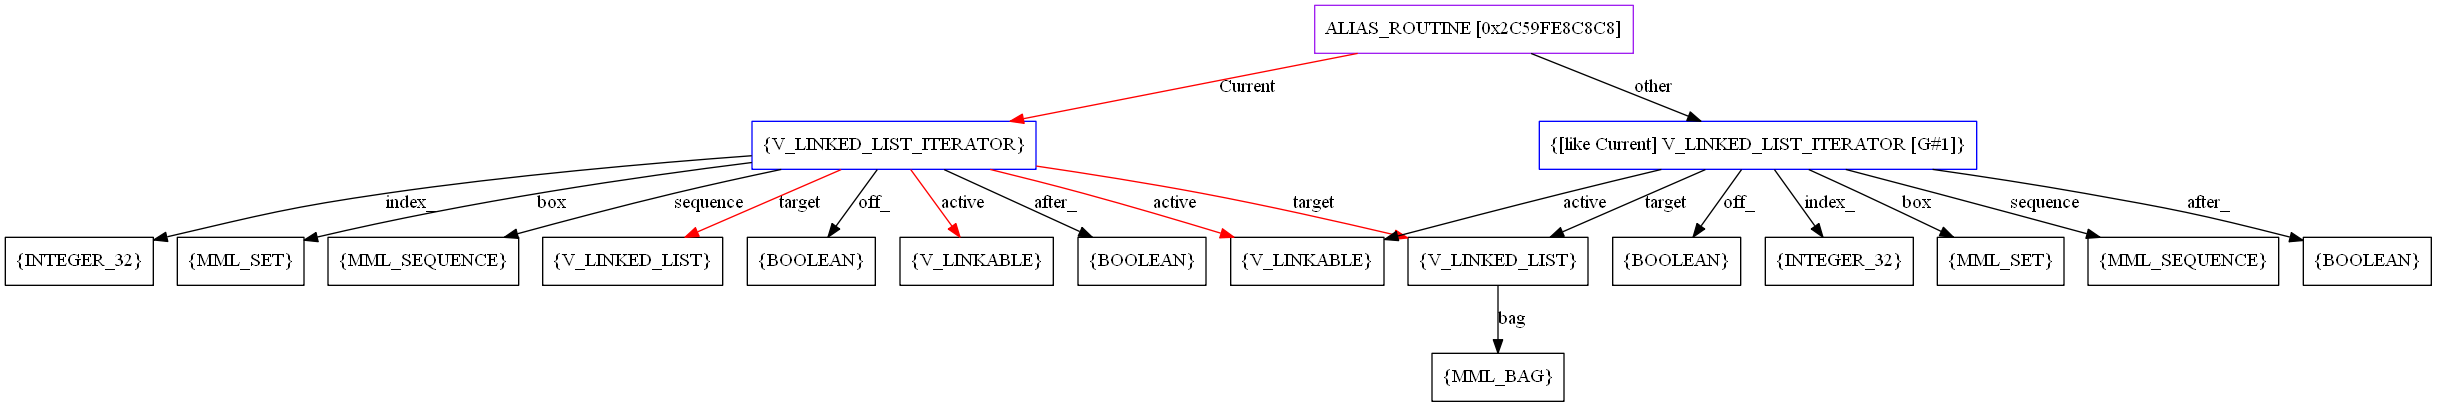 ALIAS_ROUTINE [0x2C59FE8C8C8]
Current
other
{V_LINKED_LIST_ITERATOR}
{[like Current] V_LINKED_LIST_ITERATOR [G#1]}
index_
box
sequence
target
off_
active
after_
active
target
active
target
off_
index_
box
sequence
after_
{INTEGER_32}
{MML_SET}
{MML_SEQUENCE}
{V_LINKED_LIST}
{BOOLEAN}
{V_LINKABLE}
{BOOLEAN}
{V_LINKABLE}
{V_LINKED_LIST}
{BOOLEAN}
{INTEGER_32}
{MML_SET}
{MML_SEQUENCE}
{BOOLEAN}
bag
{MML_BAG}